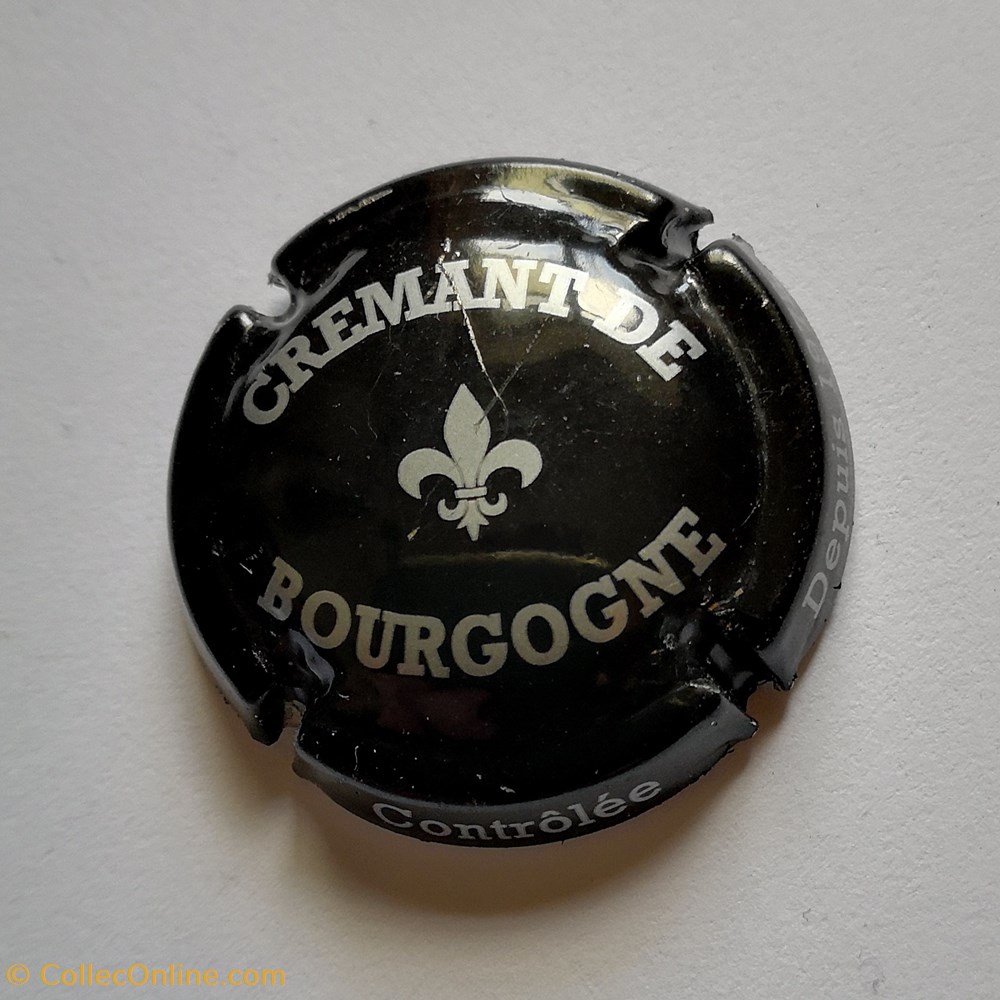 CREMANT DE
BOURGOGNE
Contrôlée
Depuis
© CollecOnline.com